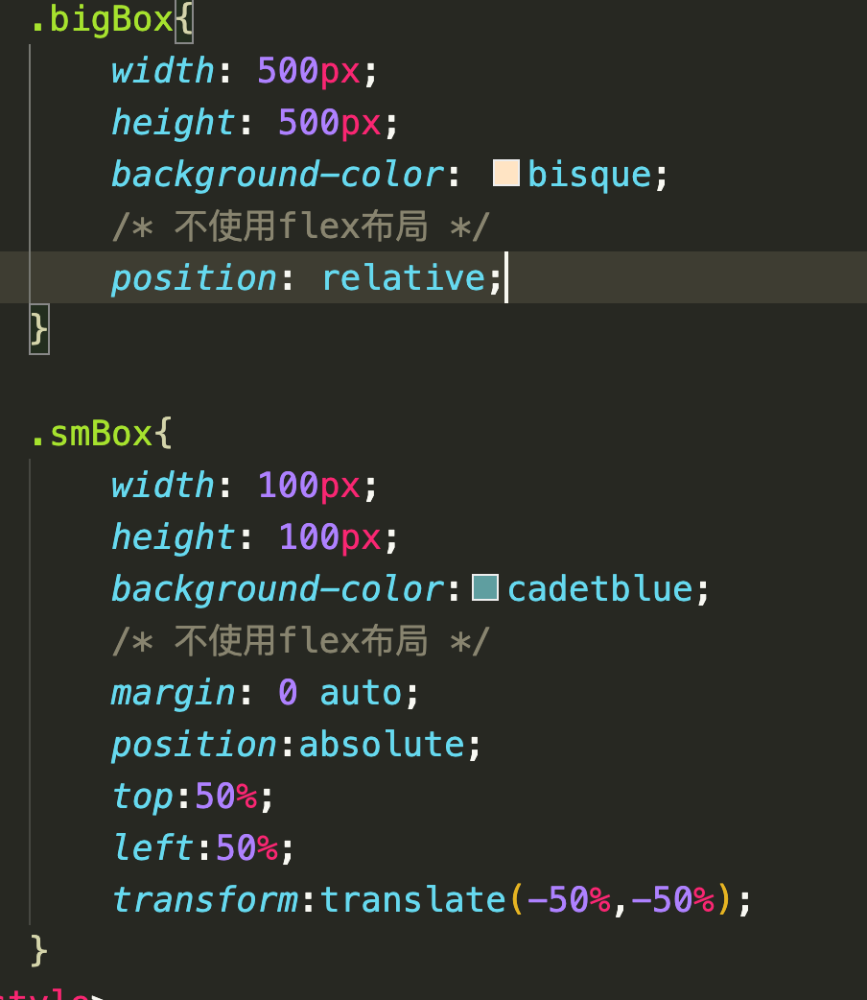 .bigBox{
width: 500px;
height: 500px;
background-color: bisque;
/* 不使用flex布局 */
position: relative;
}
.smBox{
width: 100px;
height: 100px;
background-color:cadetblue;
/* 不使用flex布局 */
margin: 0 auto;
position:absolute;
top:50%;
left:50%;
transform:translate(-50%,-50%);
}
style>